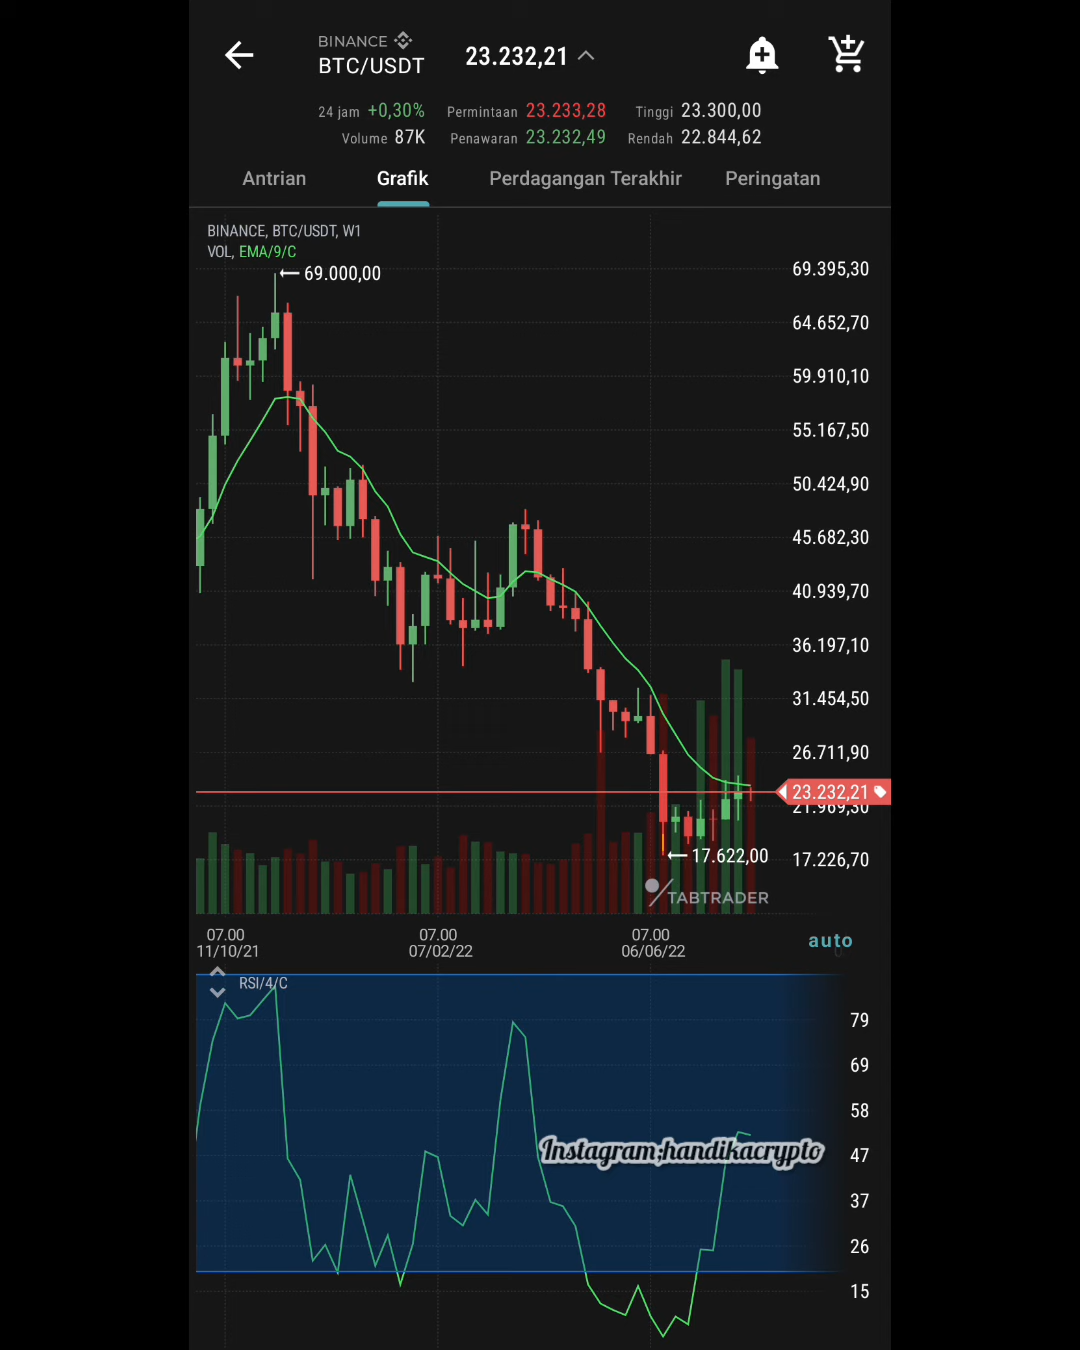 BINANCE
BTC/USDT
23.232,21
24 jam +0,30% Permintaan 23.233,28 Tinggi 23.300,00
Volume 87K Penawaran 23.232,49 Rendah 22.844,62
Antrian Grafik Perdagangan Terakhir Peringatan
BINANCE, BTC/USDT, W1
VOL, EMA/9/C
69.000,00
69.395,30
64.652,70
59.910,10
55.167,50
50.424,90
45.682,30
40.939,70
36.197,10
31.454,50
26.711,90
23.232,21
21.969,30
17.622,00
17.226,70
TABTRADER
07.00 07.00 07.00
11/10/21 07/02/22 06/06/22
auto
RSI/4/C
79
69
58
Instagram;handikacrypto
47
37
26
15